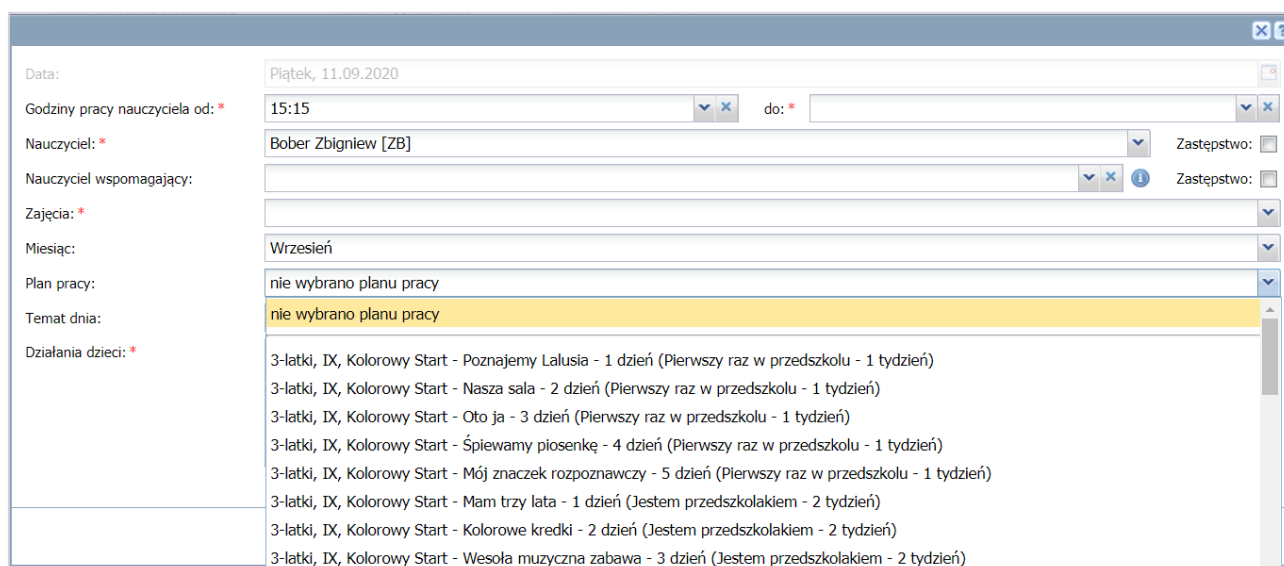 Data: Piątek, 11.09.2020
Godziny pracy nauczyciela od: * 15:15 do: *
Nauczyciel: * Bober Zbigniew [ZB] Zastępstwo:
Nauczyciel wspomagający: Zastępstwo:
Zajęcia: *
Miesiąc: Wrzesień
Plan pracy: nie wybrano planu pracy
Temat dnia: nie wybrano planu pracy
Działania dzieci: *
3-latki, IX, Kolorowy Start - Poznajemy Lalusia - 1 dzień (Pierwszy raz w przedszkolu - 1 tydzień)
3-latki, IX, Kolorowy Start - Nasza sala - 2 dzień (Pierwszy raz w przedszkolu - 1 tydzień)
3-latki, IX, Kolorowy Start - Oto ja - 3 dzień (Pierwszy raz w przedszkolu - 1 tydzień)
3-latki, IX, Kolorowy Start - Śpiewamy piosenkę - 4 dzień (Pierwszy raz w przedszkolu - 1 tydzień)
3-latki, IX, Kolorowy Start - Mój znaczek rozpoznawczy - 5 dzień (Pierwszy raz w przedszkolu - 1 tydzień)
3-latki, IX, Kolorowy Start - Mam trzy lata - 1 dzień (Jestem przedszkolakiem - 2 tydzień)
3-latki, IX, Kolorowy Start - Kolorowe kredki - 2 dzień (Jestem przedszkolakiem - 2 tydzień)
3-latki, IX, Kolorowy Start - Wesoła muzyczna zabawa - 3 dzień (Jestem przedszkolakiem - 2 tydzień)